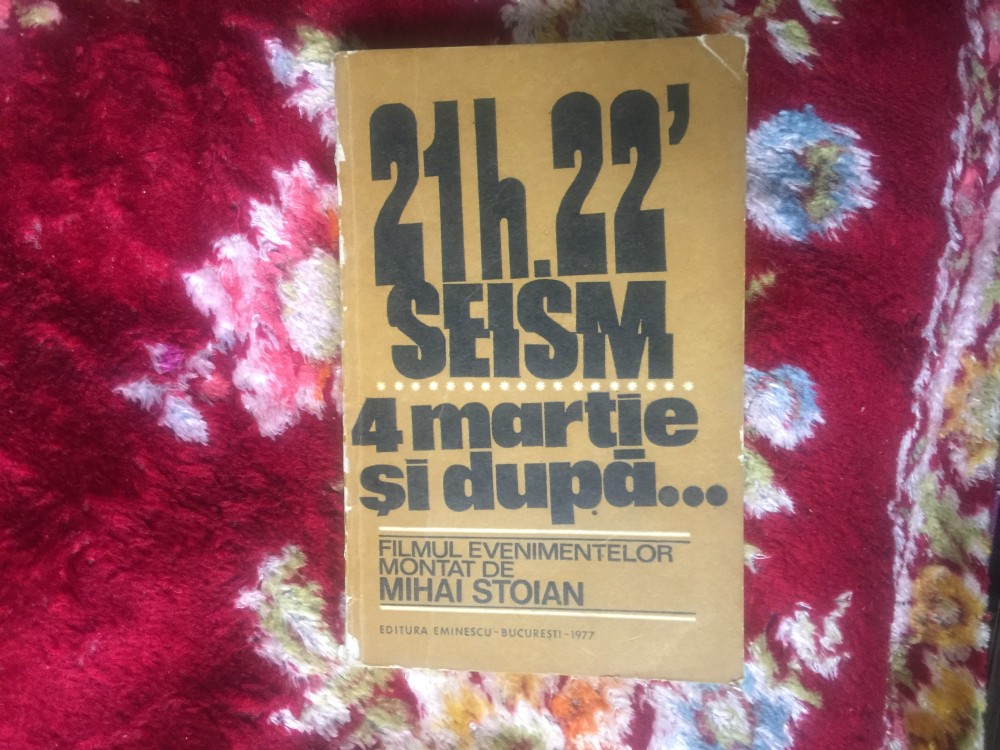 21h.22'
SEISM
4 martie
și după...
FILMUL EVENIMENTELOR
MONTAT DE
MIHAI STOIAN
EDITURA EMINESCU-BUCUREȘTI-1977